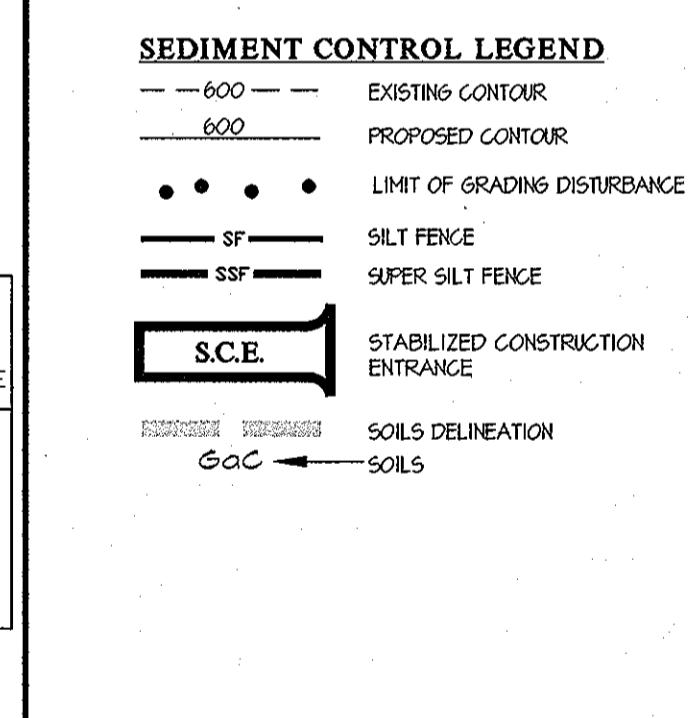 SEDIMENT CONTROL LEGEND
600 EXISTING CONTOUR
600 PROPOSED CONTOUR
LIMIT OF GRADING DISTURBANCE
SF SILT FENCE
SSF SUPER SILT FENCE
S.C.E. STABILIZED CONSTRUCTION
ENTRANCE
SOILS DELINEATION
GaC SOILS